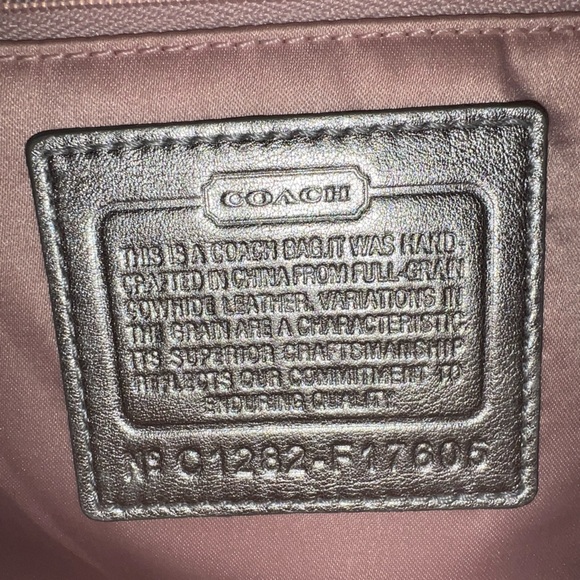 COACH
THIS IS A COACH BAG.IT WAS HAND-
CRAFTED IN CHINA FROM FULL-GRAIN
COWHIDE LEATHER. VARIATIONS IN
THE GRAIN ARE A CHARACTERISTIC.
ITS SUPERIOR CRAFTSMANSHIP
REFLECTS OUR COMMITMENT TO
ENDURING QUALITY.
Nº C1282-F17605